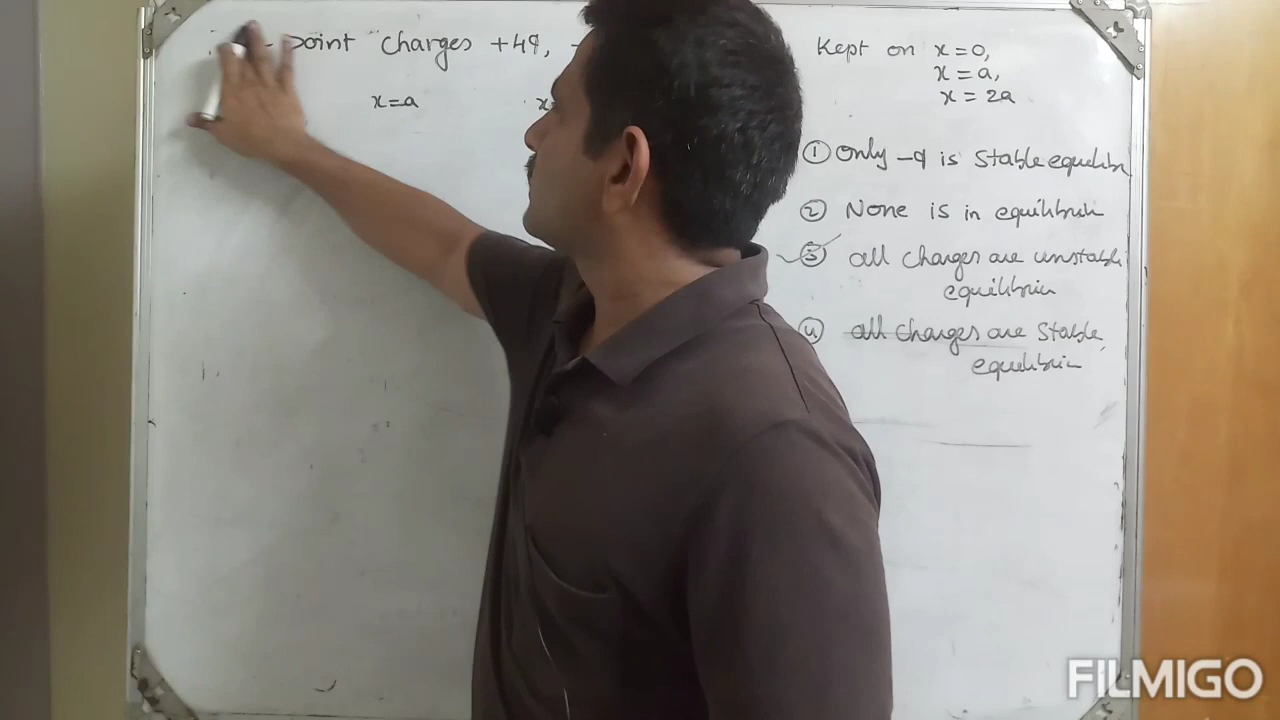 point charges +4q, - Kept on x=0,
x=a,
x = 2a
x=a x
① Only -q is stable equilibr
② None is in equilibrium
③ all charges are unstable
equilibrium
④ all charges are stable,
equilibrium
FILMIGO